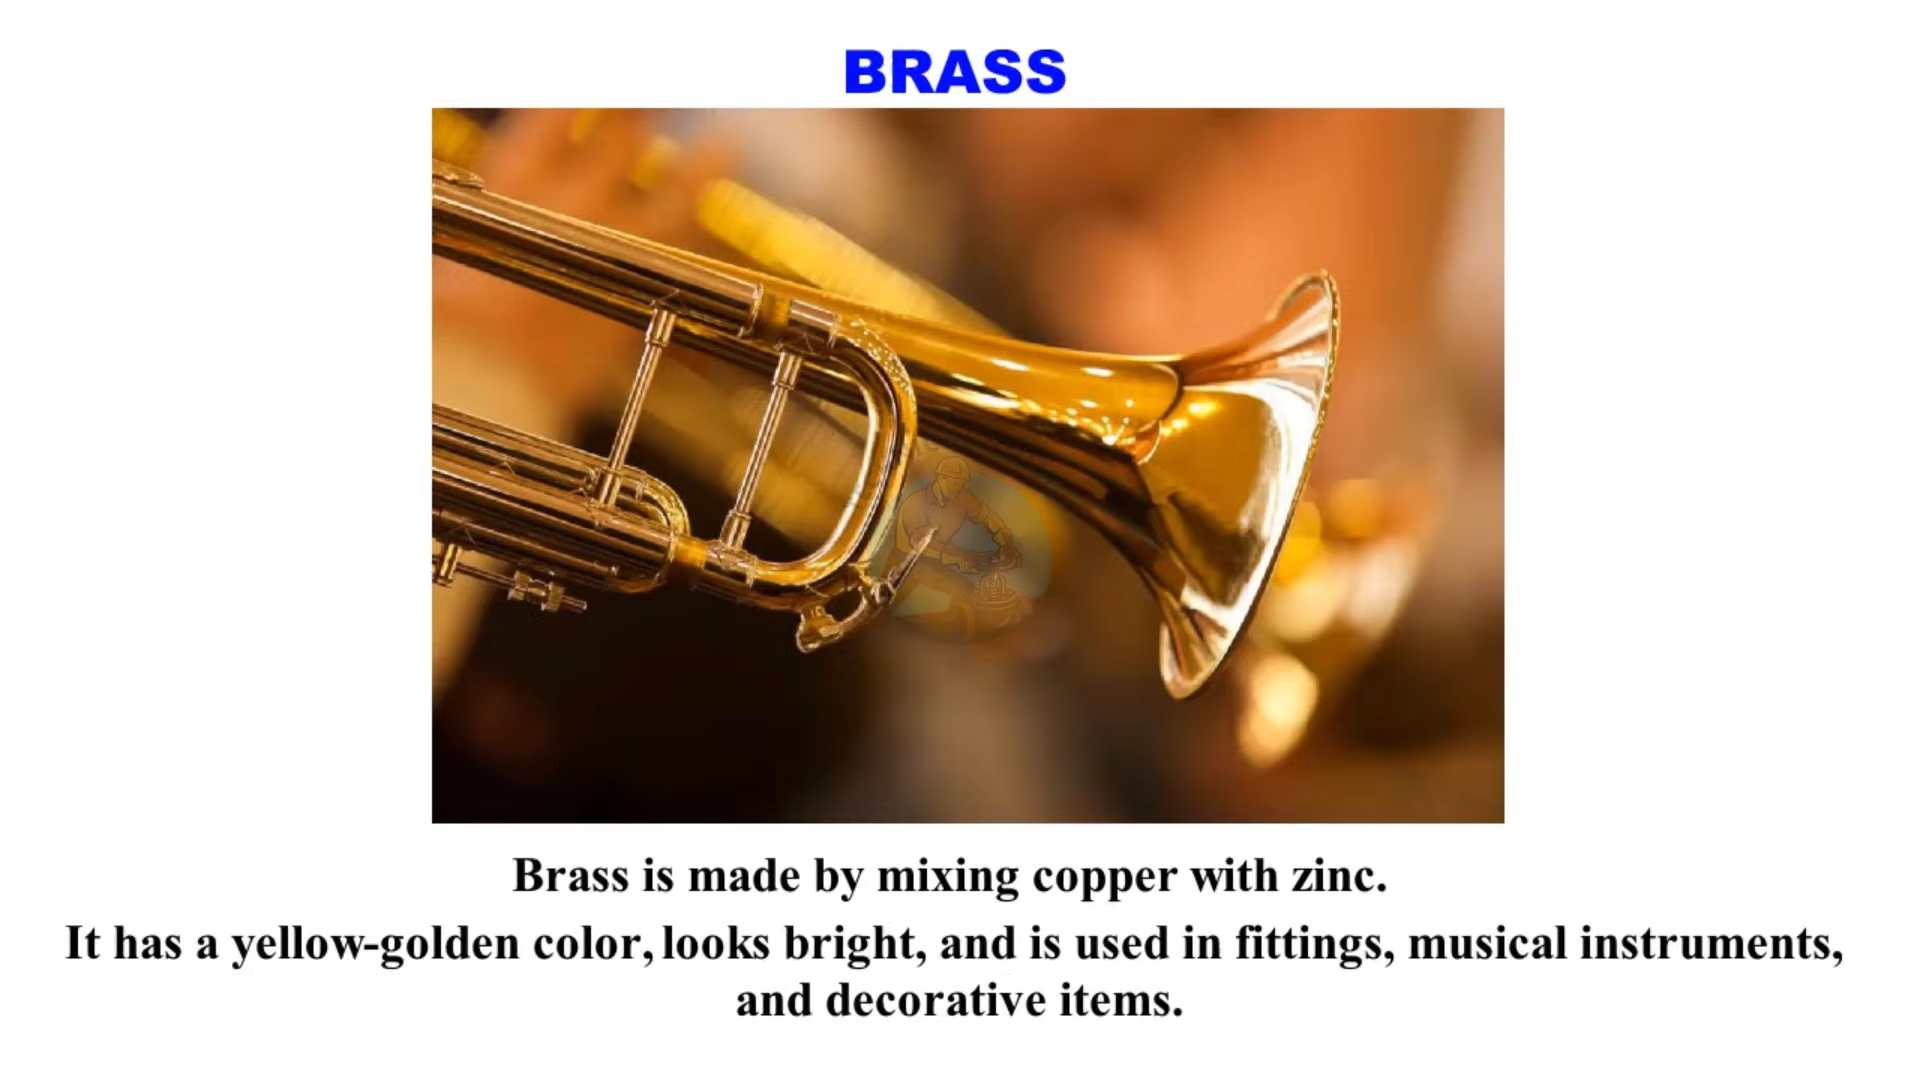 BRASS
Brass is made by mixing copper with zinc.
It has a yellow-golden color, looks bright, and is used in fittings, musical instruments,
and decorative items.